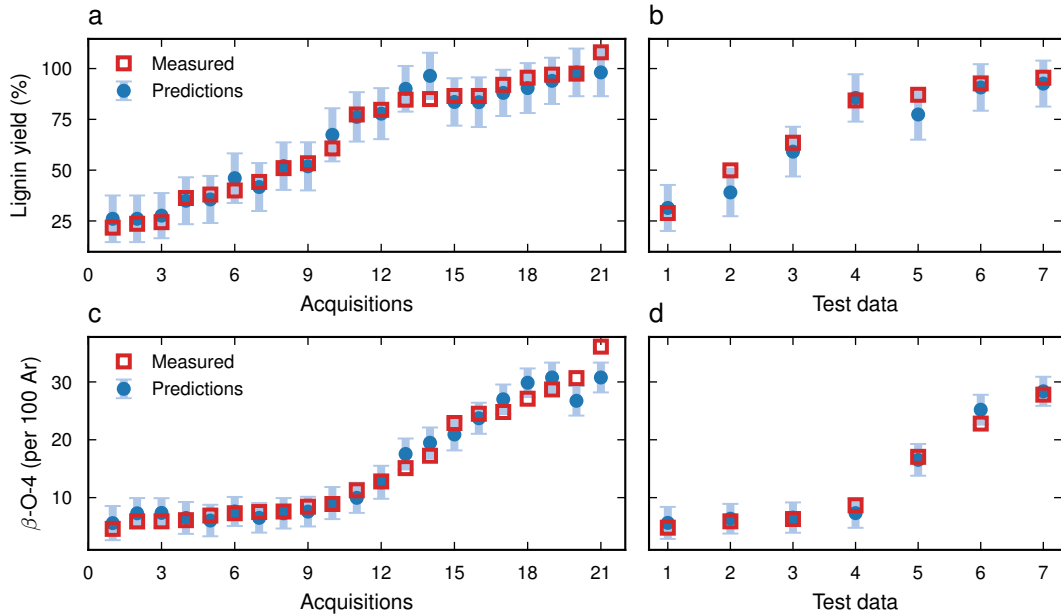 a
b
Lignin yield (%)
100
75
50
25
Measured
Predictions
0 3 6 9 12 15 18 21
1 2 3 4 5 6 7
Acquisitions
Test data
c
d
β-O-4 (per 100 Ar)
30
20
10
Measured
Predictions
0 3 6 9 12 15 18 21
1 2 3 4 5 6 7
Acquisitions
Test data